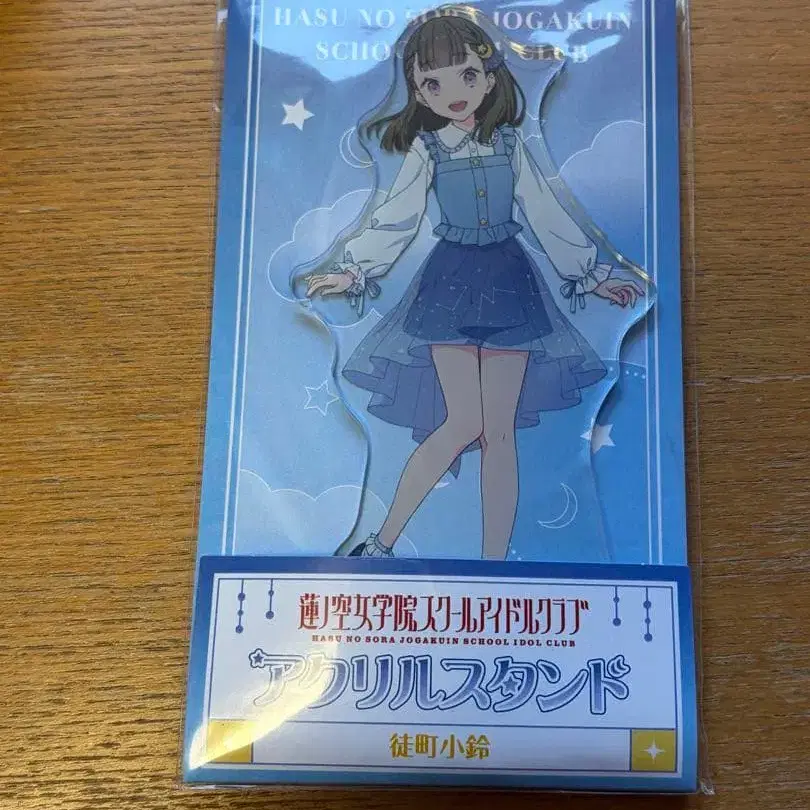 HASU NO SORA JOGAKUIN
CLUB
蓮ノ空女学院スクールアイドルクラブ
HASU NO SORA JOGAKUIN SCHOOL IDOL CLUB
アクリルスタンド
徒町小鈴